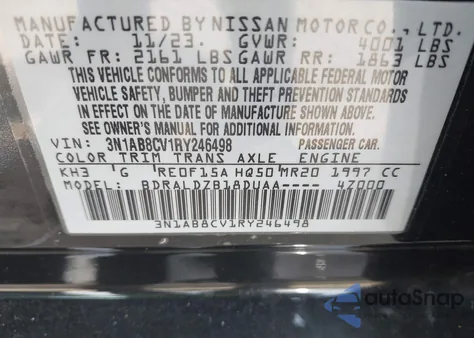 MANUFACTURED BY NISSAN MOTOR CO., LTD.
DATE: 11/23. GVWR: 4001 LBS
GAWR FR: 2161 LBS GAWR RR: 1863 LBS
THIS VEHICLE CONFORMS TO ALL APPLICABLE FEDERAL MOTOR
VEHICLE SAFETY, BUMPER AND THEFT PREVENTION STANDARDS
IN EFFECT ON THE DATE OF MANUFACTURE SHOWN ABOVE.
SEE OWNER'S MANUAL FOR ADDITIONAL INFORMATION.
VIN: 3N1AB8CV1RY246498 PASSENGER CAR.
COLOR TRIM TRANS AXLE ENGINE
KH3 G RE0F15A HQ50 MR20 1997 CC
MODEL: BDRALDZB18DUAA---- 47000
3N1AB8CV1RY246498
autoSnap